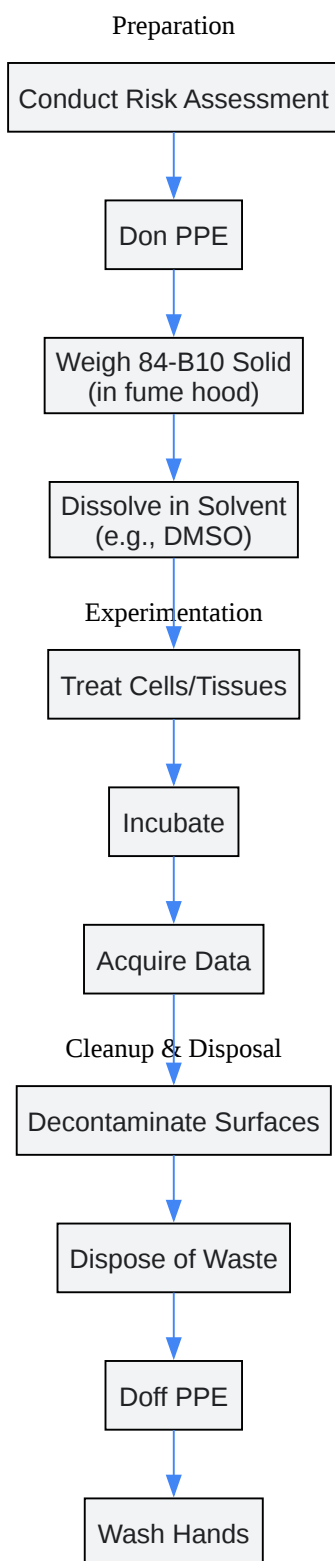 Preparation
Conduct Risk Assessment
Don PPE
Weigh 84-B10 Solid
(in fume hood)
Dissolve in Solvent
(e.g., DMSO)
Experimentation
Treat Cells/Tissues
Incubate
Acquire Data
Cleanup & Disposal
Decontaminate Surfaces
Dispose of Waste
Doff PPE
Wash Hands